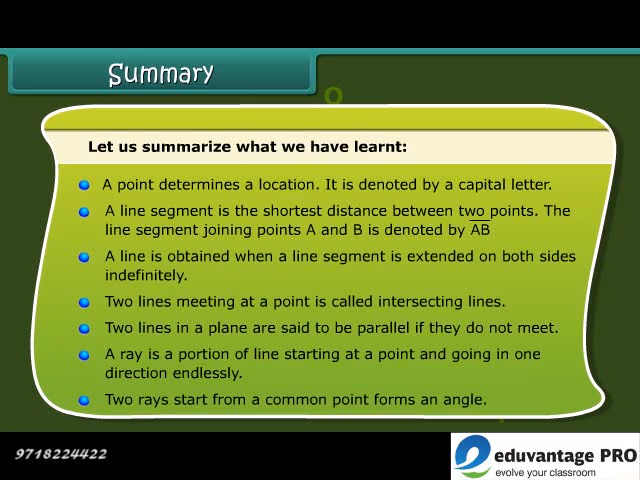 Summary
Let us summarize what we have learnt:
A point determines a location. It is denoted by a capital letter.
A line segment is the shortest distance between two points. The
line segment joining points A and B is denoted by A̅B̅
A line is obtained when a line segment is extended on both sides
indefinitely.
Two lines meeting at a point is called intersecting lines.
Two lines in a plane are said to be parallel if they do not meet.
A ray is a portion of line starting at a point and going in one
direction endlessly.
Two rays start from a common point forms an angle.
9718224422
eduvantage PRO
evolve your classroom